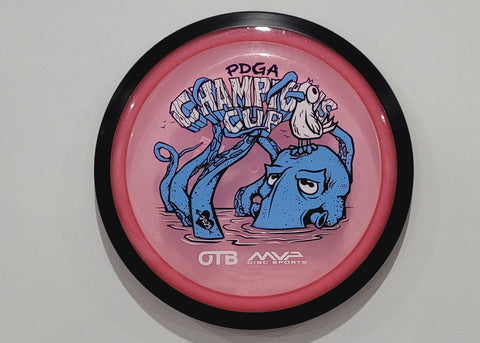 PDGA
CHAMPIONS
CUP
OTB MVP
DISC SPORTS